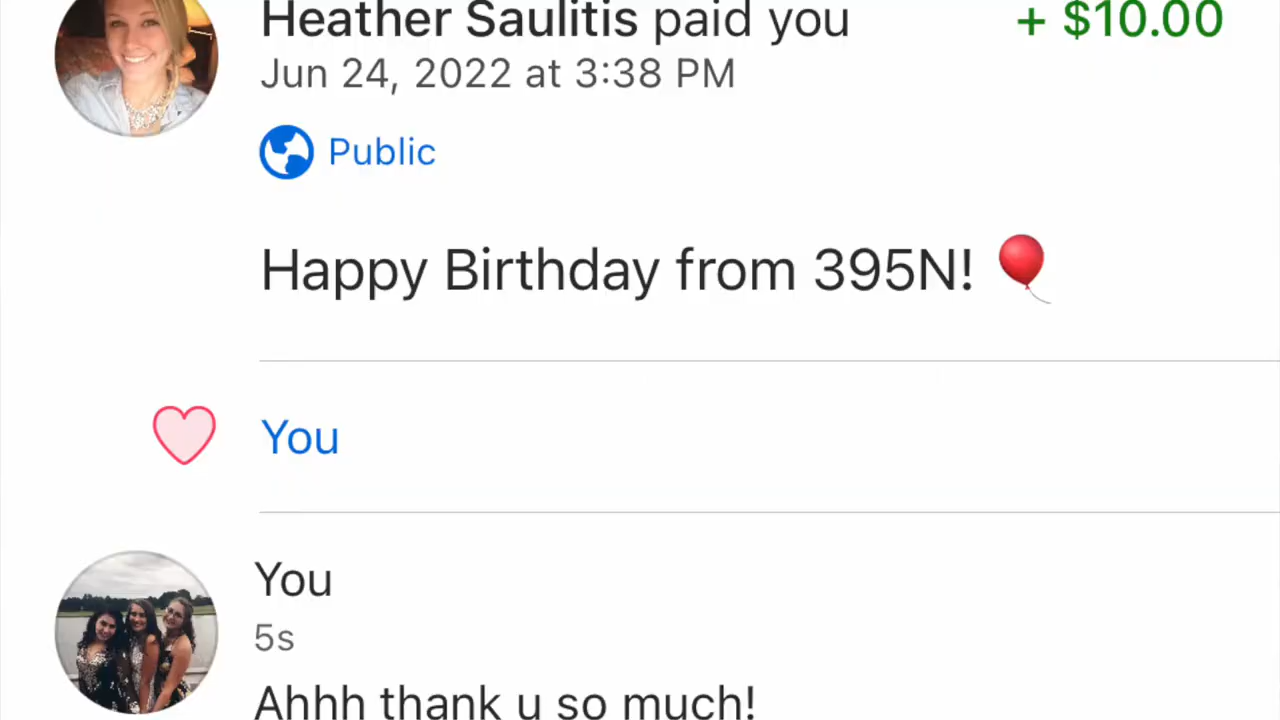 Heather Saulitis paid you + $10.00
Jun 24, 2022 at 3:38 PM
Public
Happy Birthday from 395N! 🎈
You
You
5s
Ahhh thank u so much!